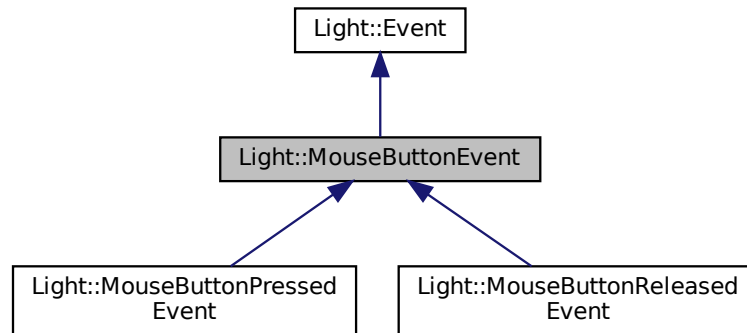 Light::Event
Light::MouseButtonEvent
Light::MouseButtonPressed
Event
Light::MouseButtonReleased
Event